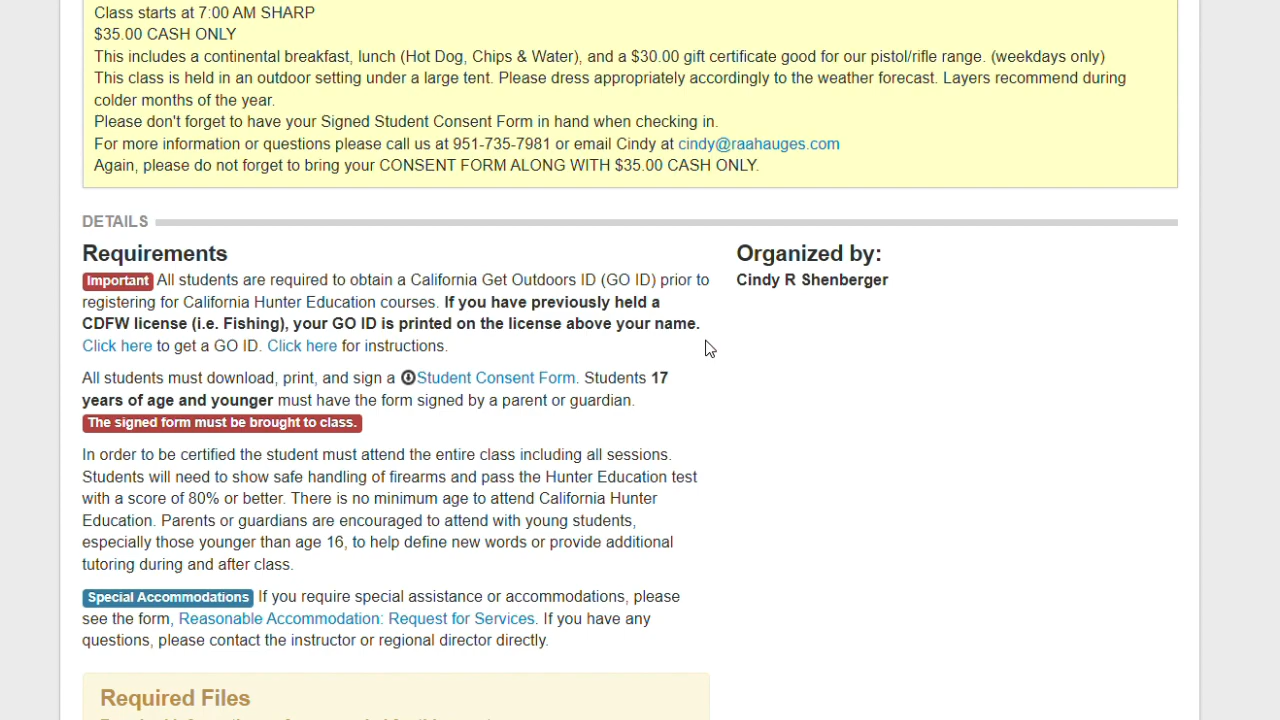 Class starts at 7:00 AM SHARP
$35.00 CASH ONLY
This includes a continental breakfast, lunch (Hot Dog, Chips & Water), and a $30.00 gift certificate good for our pistol/rifle range. (weekdays only)
This class is held in an outdoor setting under a large tent. Please dress appropriately accordingly to the weather forecast. Layers recommend during
colder months of the year.
Please don't forget to have your Signed Student Consent Form in hand when checking in.
For more information or questions please call us at 951-735-7981 or email Cindy at cindy@raahauges.com
Again, please do not forget to bring your CONSENT FORM ALONG WITH $35.00 CASH ONLY.
DETAILS
Requirements
Important All students are required to obtain a California Get Outdoors ID (GO ID) prior to
registering for California Hunter Education courses. If you have previously held a
CDFW license (i.e. Fishing), your GO ID is printed on the license above your name.
Click here to get a GO ID. Click here for instructions.
All students must download, print, and sign a Student Consent Form. Students 17
years of age and younger must have the form signed by a parent or guardian.
The signed form must be brought to class.
In order to be certified the student must attend the entire class including all sessions.
Students will need to show safe handling of firearms and pass the Hunter Education test
with a score of 80% or better. There is no minimum age to attend California Hunter
Education. Parents or guardians are encouraged to attend with young students,
especially those younger than age 16, to help define new words or provide additional
tutoring during and after class.
Special Accommodations If you require special assistance or accommodations, please
see the form, Reasonable Accommodation: Request for Services. If you have any
questions, please contact the instructor or regional director directly.
Required Files
Organized by:
Cindy R Shenberger